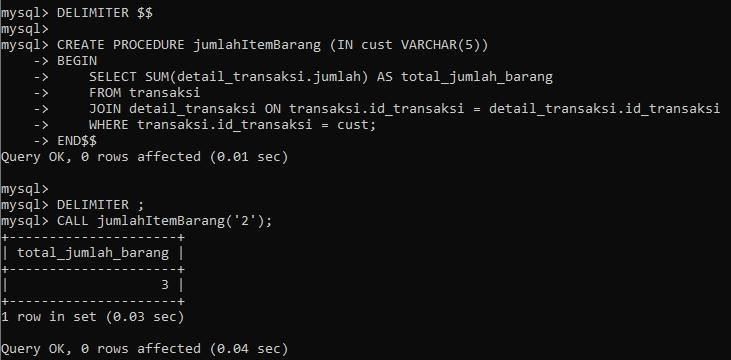 mysql> DELIMITER $$
mysql>
mysql> CREATE PROCEDURE jumlahItemBarang (IN cust VARCHAR(5))
    -> BEGIN
    ->     SELECT SUM(detail_transaksi.jumlah) AS total_jumlah_barang
    ->     FROM transaksi
    ->     JOIN detail_transaksi ON transaksi.id_transaksi = detail_transaksi.id_transaksi
    ->     WHERE transaksi.id_transaksi = cust;
    -> END$$
Query OK, 0 rows affected (0.01 sec)

mysql>
mysql> DELIMITER ;
mysql> CALL jumlahItemBarang('2');
+---------------------+
| total_jumlah_barang |
+---------------------+
|                   3 |
+---------------------+
1 row in set (0.03 sec)

Query OK, 0 rows affected (0.04 sec)